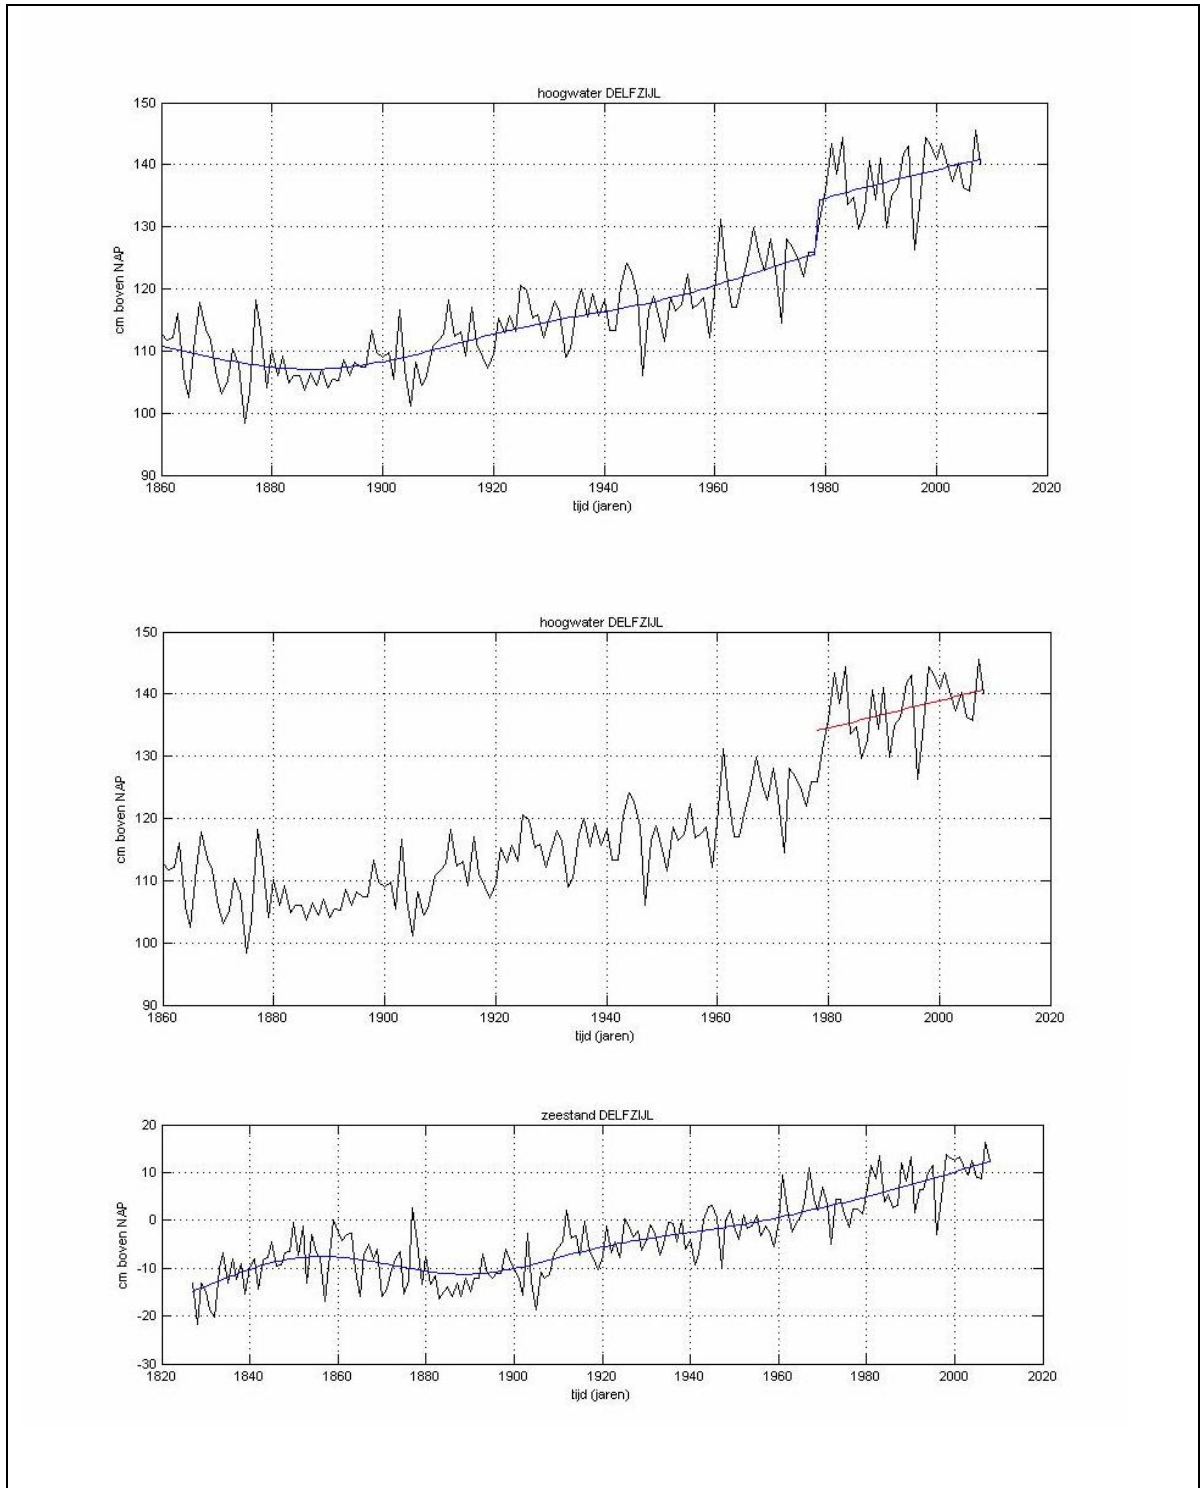 hoogwater DELFZIJL
cm boven NAP
150
140
130
120
110
100
90
1860 1880 1900 1920 1940 1960 1980 2000 2020
tijd (jaren)
hoogwater DELFZIJL
cm boven NAP
150
140
130
120
110
100
90
1860 1880 1900 1920 1940 1960 1980 2000 2020
tijd (jaren)
zeestand DELFZIJL
cm boven NAP
20
10
0
-10
-20
-30
1820 1840 1860 1880 1900 1920 1940 1960 1980 2000 2020
tijd (jaren)